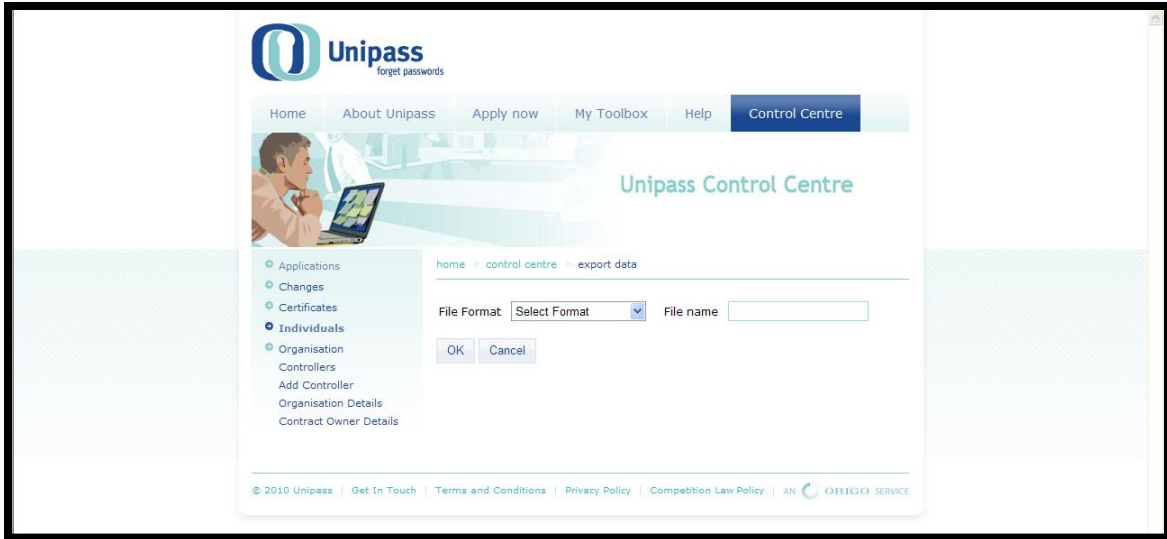 Unipass
forget passwords
Home About Unipass Apply now My Toolbox Help Control Centre
Unipass Control Centre
home > control centre > export data
Applications
Changes
Certificates
Individuals
Organisation
Controllers
Add Controller
Organisation Details
Contract Owner Details
File Format Select Format File name
OK Cancel
© 2010 Unipass | Get In Touch | Terms and Conditions | Privacy Policy | Competition Law Policy | AN ORIGO SERVICE